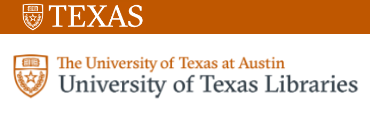 TEXAS
The University of Texas at Austin
University of Texas Libraries